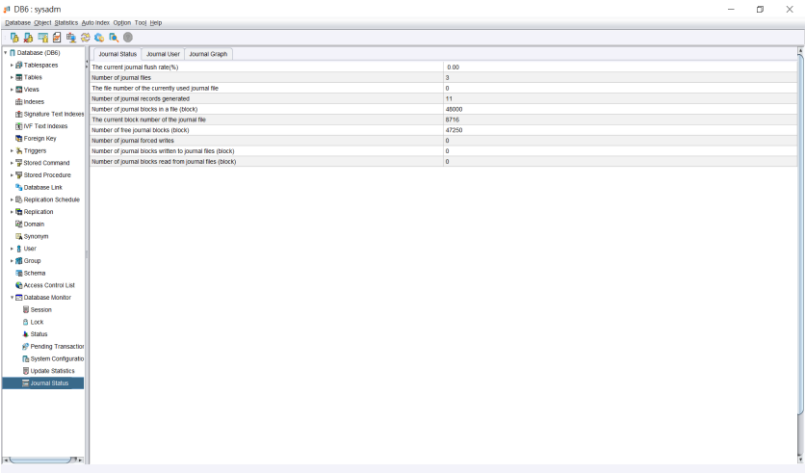 DB6 : sysadm
Database Object Statistics Auto Index Option Tool Help
Database (DB6)
Tablespaces
Tables
Views
Indexes
Signature Text Indexes
IVF Text Indexes
Foreign Key
Triggers
Stored Command
Stored Procedure
Database Link
Replication Schedule
Replication
Domain
Synonym
User
Group
Schema
Access Control List
Database Monitor
Session
Lock
Status
Pending Transaction
System Configuratio
Update Statistics
Journal Status
Journal Status Journal User Journal Graph
The current journal flush rate(%) 0.00
Number of journal files 3
The file number of the currently used journal file 0
Number of journal records generated 11
Number of journal blocks in a file (block) 48000
The current block number of the journal file 8716
Number of free journal blocks (block) 47250
Number of journal forced writes 0
Number of journal blocks written to journal files (block) 0
Number of journal blocks read from journal files (block) 0